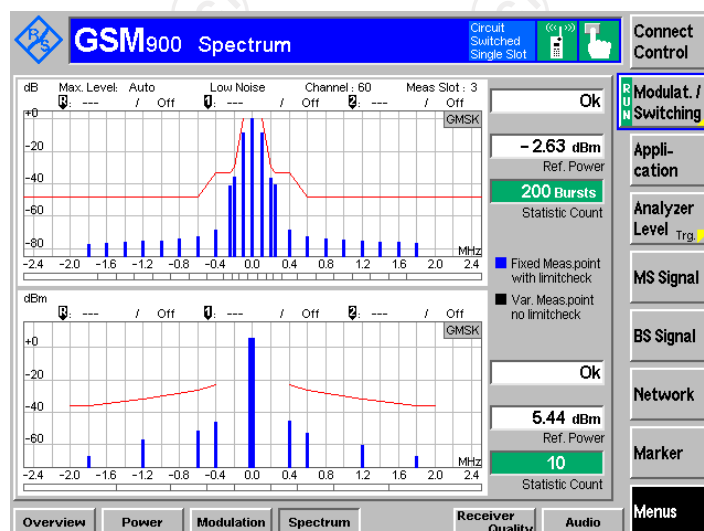 R&S
GSM900 Spectrum
Circuit Switched Single Slot
Connect Control
dB Max. Level: Auto Low Noise Channel: 60 Meas Slot: 3
R: --- / Off 1: --- / Off 2: --- / Off
GMSK
+0
-20
-40
-60
-80
MHz
-2.4 -2.0 -1.6 -1.2 -0.8 -0.4 0.0 0.4 0.8 1.2 1.6 2.0 2.4
Ok
-2.63 dBm
Ref. Power
200 Bursts
Statistic Count
Fixed Meas.point
with limitcheck
Var. Meas.point
no limitcheck
dBm
R: --- / Off 1: --- / Off 2: --- / Off
GMSK
+0
-20
-40
-60
MHz
-2.4 -2.0 -1.6 -1.2 -0.8 -0.4 0.0 0.4 0.8 1.2 1.6 2.0 2.4
Ok
5.44 dBm
Ref. Power
10
Statistic Count
RUN
Modulat. / Switching
Appli-
cation
Analyzer
Level Trg.
MS Signal
BS Signal
Network
Marker
Menus
Overview Power Modulation Spectrum Receiver Quality Audio